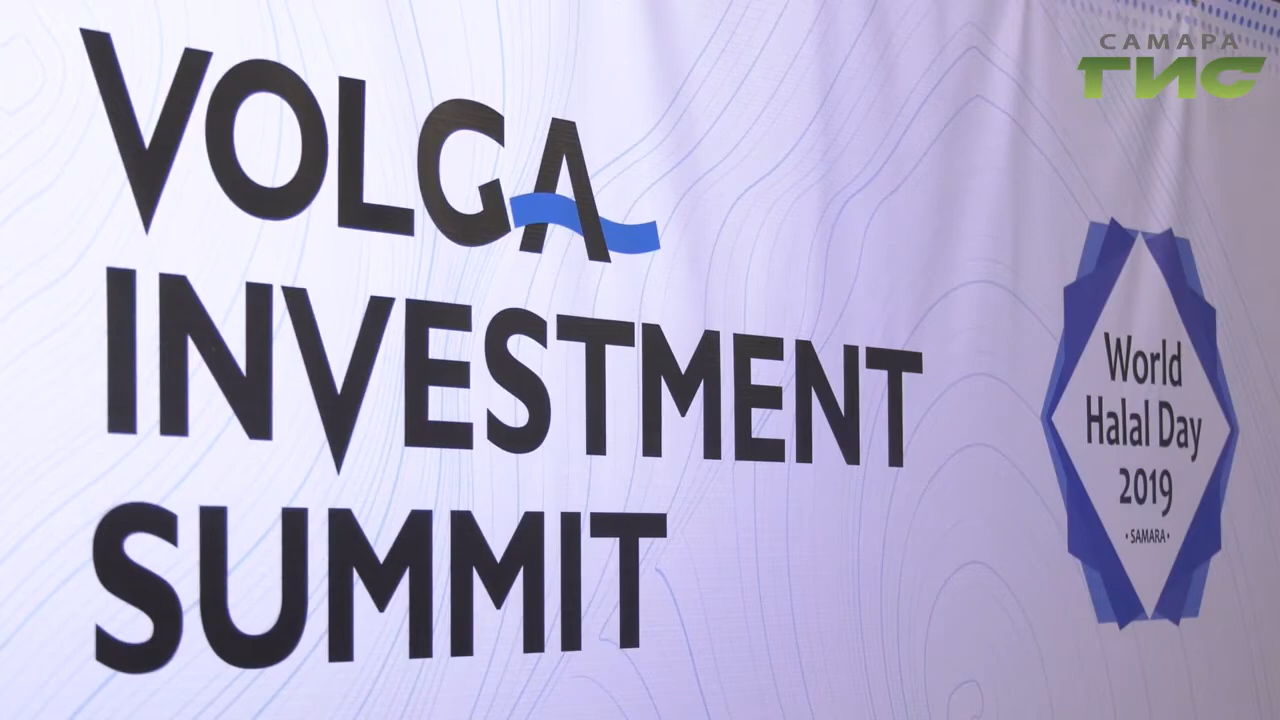 САМАРА
ГИС
VOLGA
INVESTMENT
SUMMIT
World
Halal Day
2019
• SAMARA •